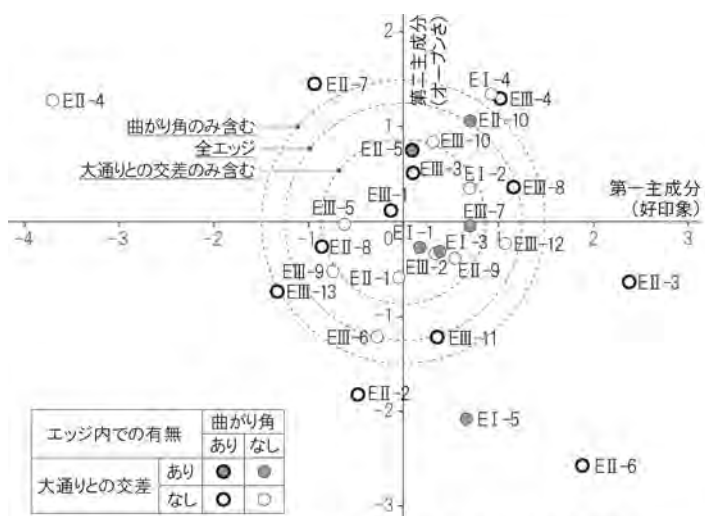 2
第二主成分
(オープンさ)
EⅠ-4
EⅡ-7
EⅢ-4
EⅡ-4
EⅡ-10
曲がり角のみ含む
1
EⅢ-10
全エッジ
EⅡ-5
大通りとの交差のみ含む
EⅢ-3
EⅠ-2
EⅢ-8
第一主成分
(好印象)
EⅢ-1
EⅢ-5
EⅢ-7
-4
-3
-2
-1
0
0
1
2
3
EⅠ-1
EⅠ-3
EⅢ-12
EⅡ-8
EⅢ-2
EⅡ-9
EⅢ-9
EⅡ-1
EⅡ-3
EⅢ-13
-1
EⅢ-6
EⅢ-11
EⅡ-2
-2
EⅠ-5
EⅡ-6
-3
エッジ内での有無
曲がり角
あり
なし
大通りとの交差
あり
なし